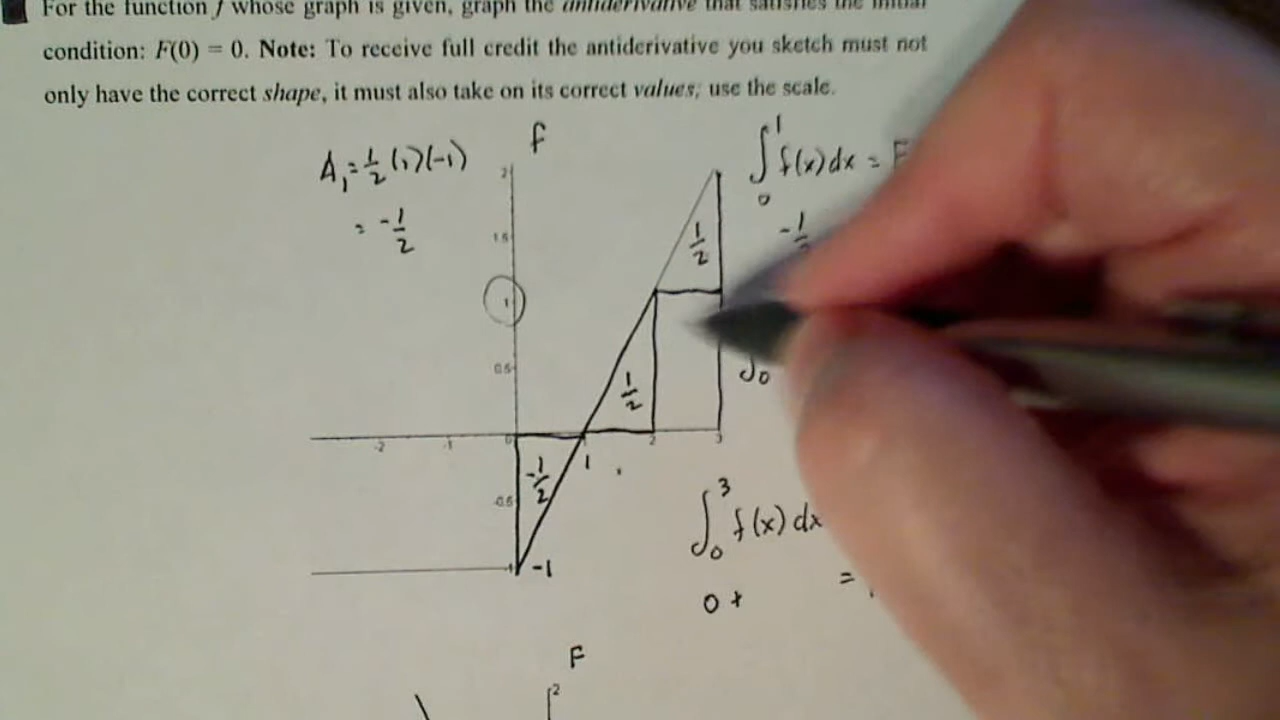 For the function f whose graph is given, graph the antiderivative that satisfies the initial
condition: F(0) = 0. Note: To receive full credit the antiderivative you sketch must not
only have the correct shape, it must also take on its correct values; use the scale.
f
A₁ = 1/2 (1)(-1)
= -1/2
∫₀¹ f(x) dx = F
-1/
2
1.5
1
0.5
0
-2
-1
1
2
3
-0.5
-1
-1
1/2
1/2
-1/2
∫₀
∫₀³ f(x) dx
0 +
=
F
2